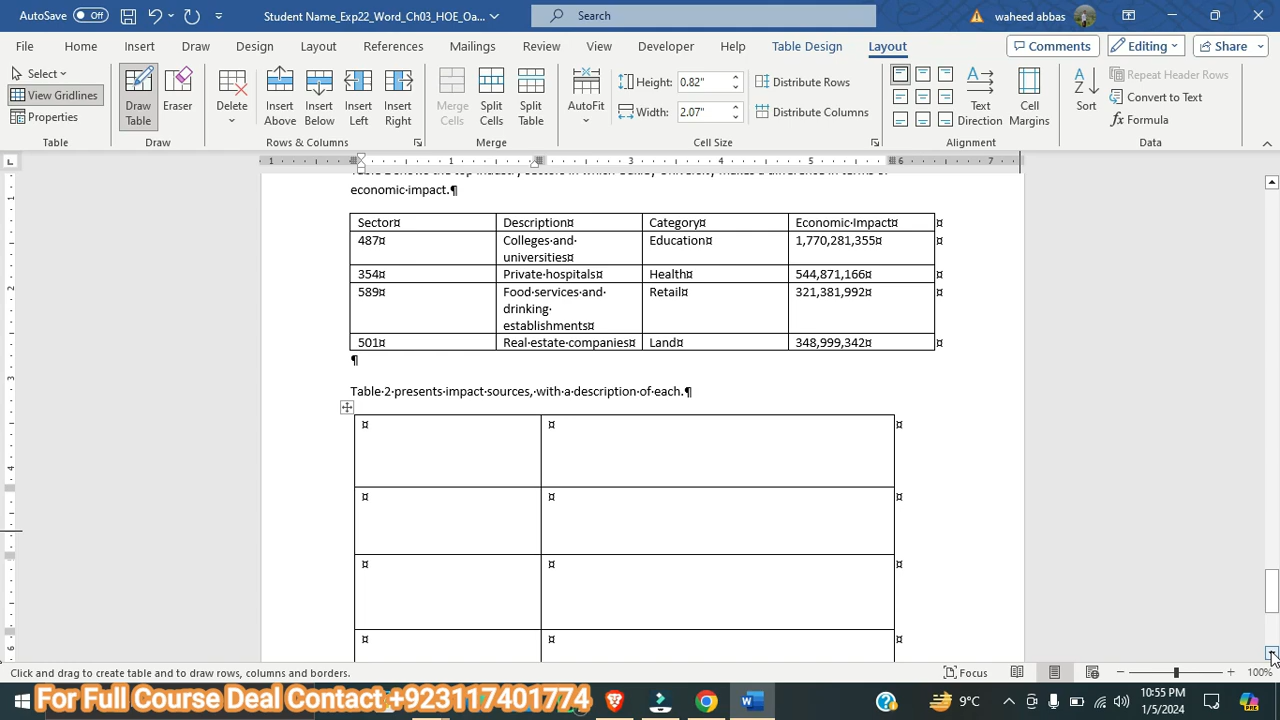 AutoSave Off Student Name_Exp22_Word_Ch03_HOE_Oa... Search waheed abbas
File Home Insert Draw Design Layout References Mailings Review View Developer Help Table Design Layout Comments Editing Share
Select View Gridlines Properties Table
Draw Table Eraser Draw
Delete Insert Above Insert Below Insert Left Insert Right Rows & Columns
Merge Cells Split Cells Split Table Merge
AutoFit Height: 0.82" Width: 2.07" Distribute Rows Distribute Columns Cell Size
Text Direction Cell Margins Alignment
Sort Repeat Header Rows Convert to Text Formula Data
economic·impact.¶
Sector¤ Description¤ Category¤ Economic·Impact¤ ¤
487¤ Colleges·and· Education¤ 1,770,281,355¤ ¤
universities¤
354¤ Private·hospitals¤ Health¤ 544,871,166¤ ¤
589¤ Food·services·and· Retail¤ 321,381,992¤ ¤
drinking·
establishments¤
501¤ Real·estate·companies¤ Land¤ 348,999,342¤ ¤
¶
Table·2·presents·impact·sources,·with·a·description·of·each.¶
¤ ¤ ¤
¤ ¤ ¤
¤ ¤ ¤
¤ ¤ ¤
Click and drag to create table and to draw rows, columns and borders. Focus 100%
For Full Course Deal Contact +923117401774
9°C 10:55 PM
1/5/2024